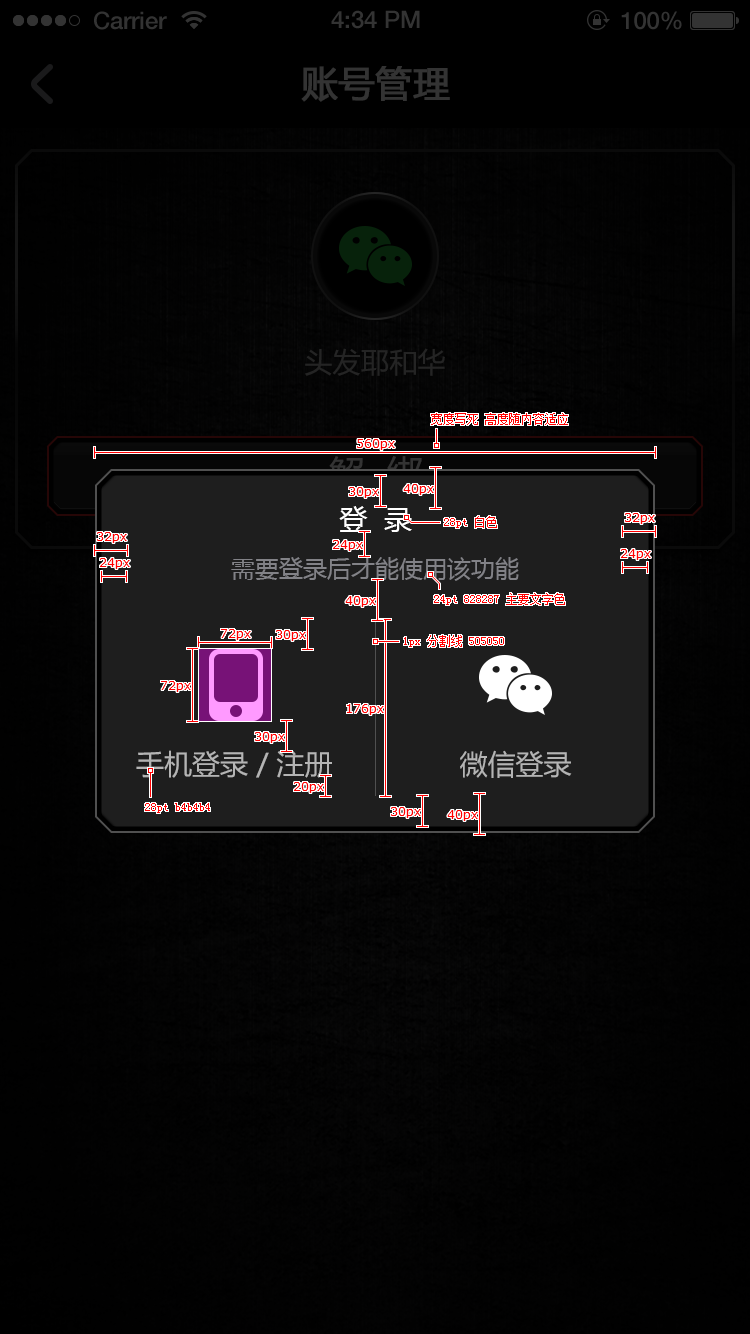 Carrier 4:34 PM 100%
账号管理
头发耶和华
宽度写死 高度随内容适应
560px
解 绑
30px 40px
登 录
28pt 白色
32px 32px
24px
24px 24px
需要登录后才能使用该功能
40px
24pt 828287 主要文字色
72px 30px
1px 分割线 505050
72px
176px
30px
手机登录 / 注册 微信登录
20px
28pt b4b4b4
30px 40px